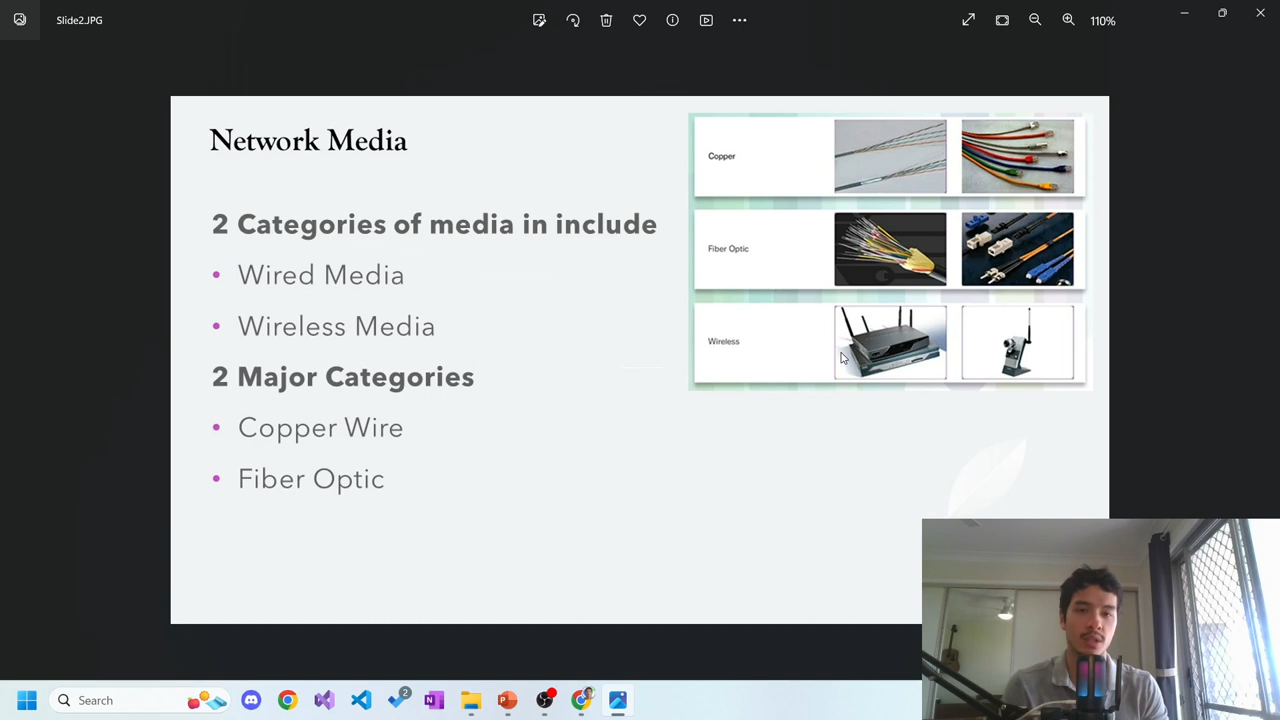 Slide2.JPG
110%
Network Media
2 Categories of media in include
• Wired Media
• Wireless Media
2 Major Categories
• Copper Wire
• Fiber Optic
Copper
Fiber Optic
Wireless
Search
2